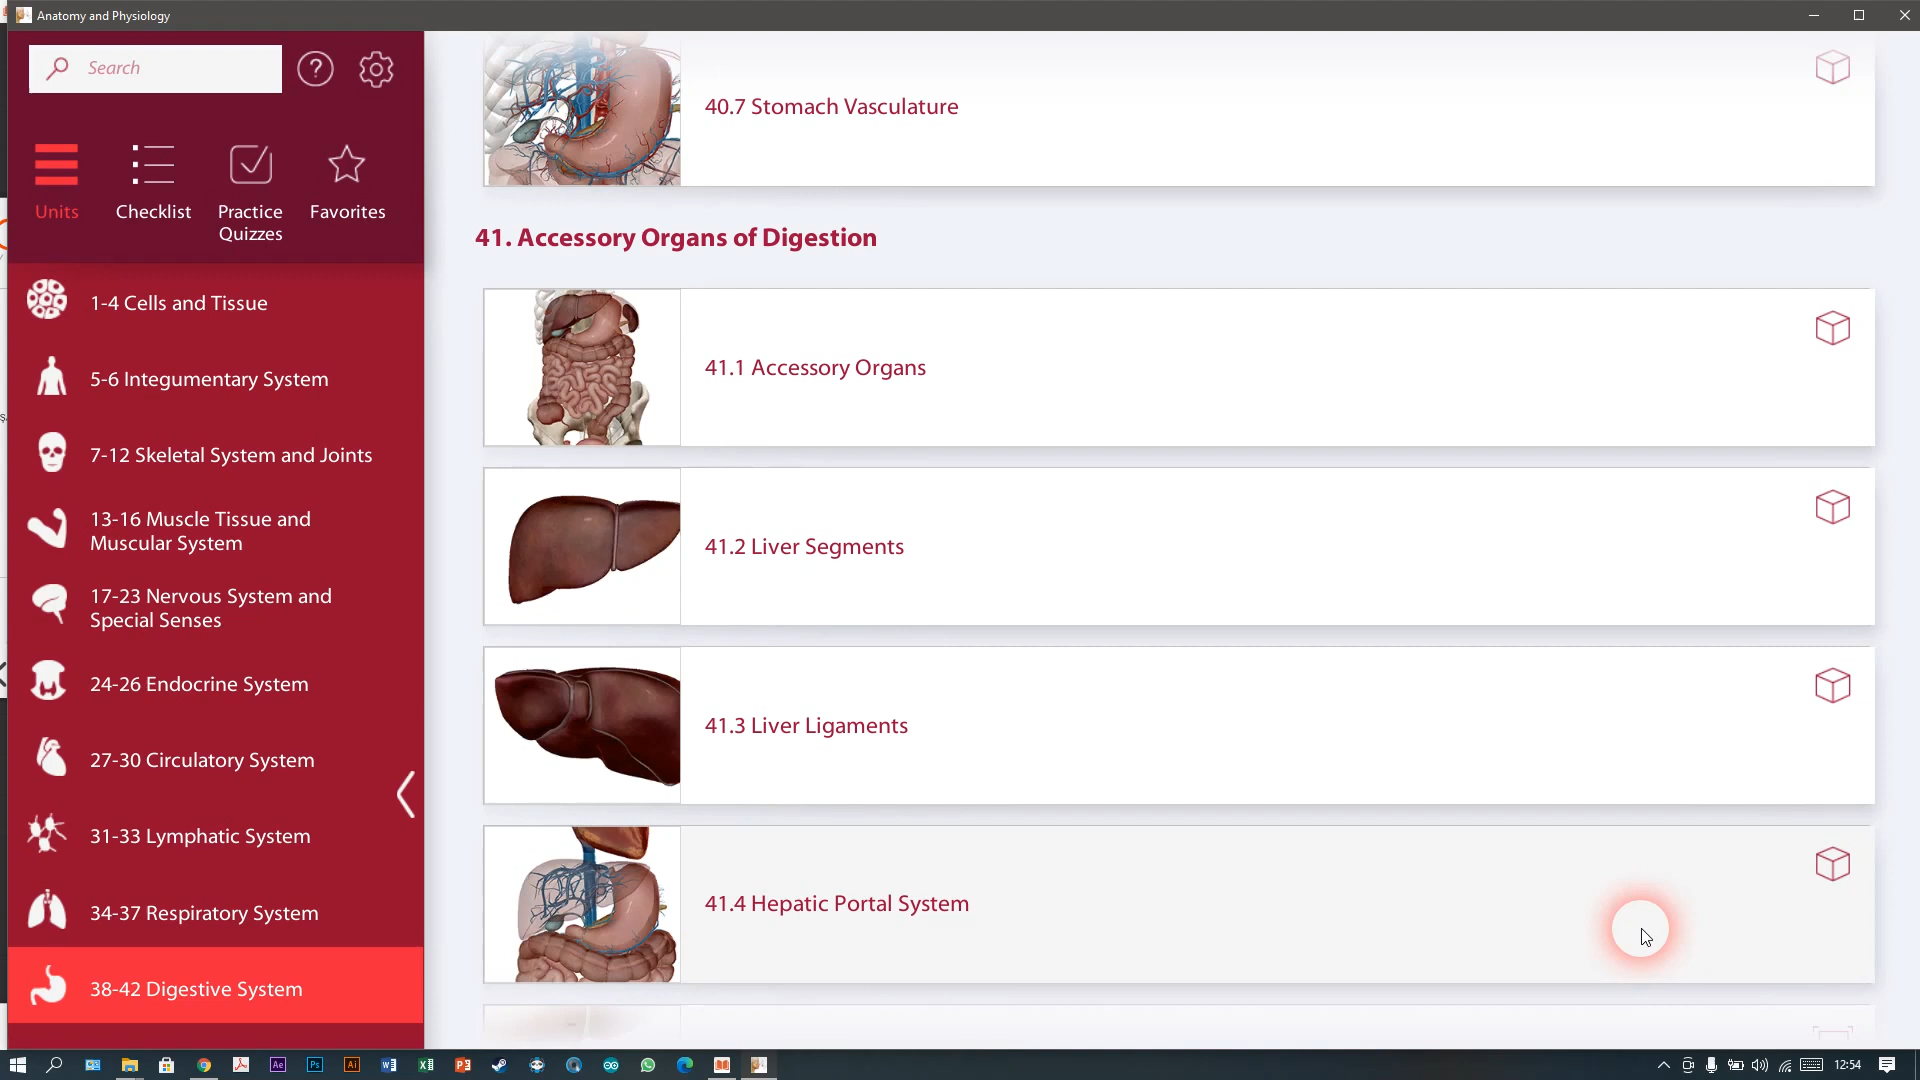 Anatomy and Physiology
Search
Units
Checklist
Practice
Quizzes
Favorites
1-4 Cells and Tissue
5-6 Integumentary System
7-12 Skeletal System and Joints
13-16 Muscle Tissue and
Muscular System
17-23 Nervous System and
Special Senses
24-26 Endocrine System
27-30 Circulatory System
31-33 Lymphatic System
34-37 Respiratory System
38-42 Digestive System
40.7 Stomach Vasculature
41. Accessory Organs of Digestion
41.1 Accessory Organs
41.2 Liver Segments
41.3 Liver Ligaments
41.4 Hepatic Portal System
Ae
Ps
Ai
12:54